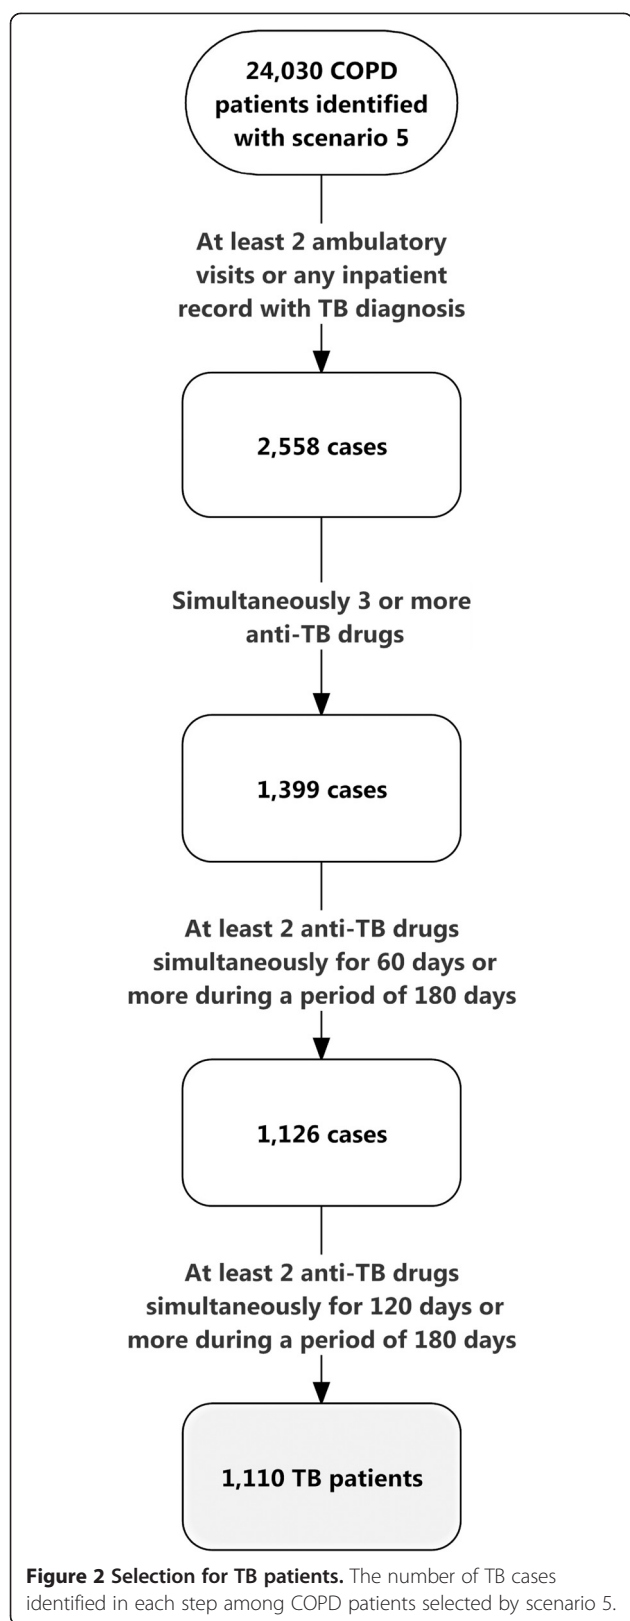 24,030 COPD
patients identified
with scenario 5
At least 2 ambulatory
visits or any inpatient
record with TB diagnosis
2,558 cases
Simultaneously 3 or more
anti-TB drugs
1,399 cases
At least 2 anti-TB drugs
simultaneously for 60 days or
more during a period of 180 days
1,126 cases
At least 2 anti-TB drugs
simultaneously for 120 days or
more during a period of 180 days
1,110 TB patients
Figure 2 Selection for TB patients. The number of TB cases
identified in each step among COPD patients selected by scenario 5.